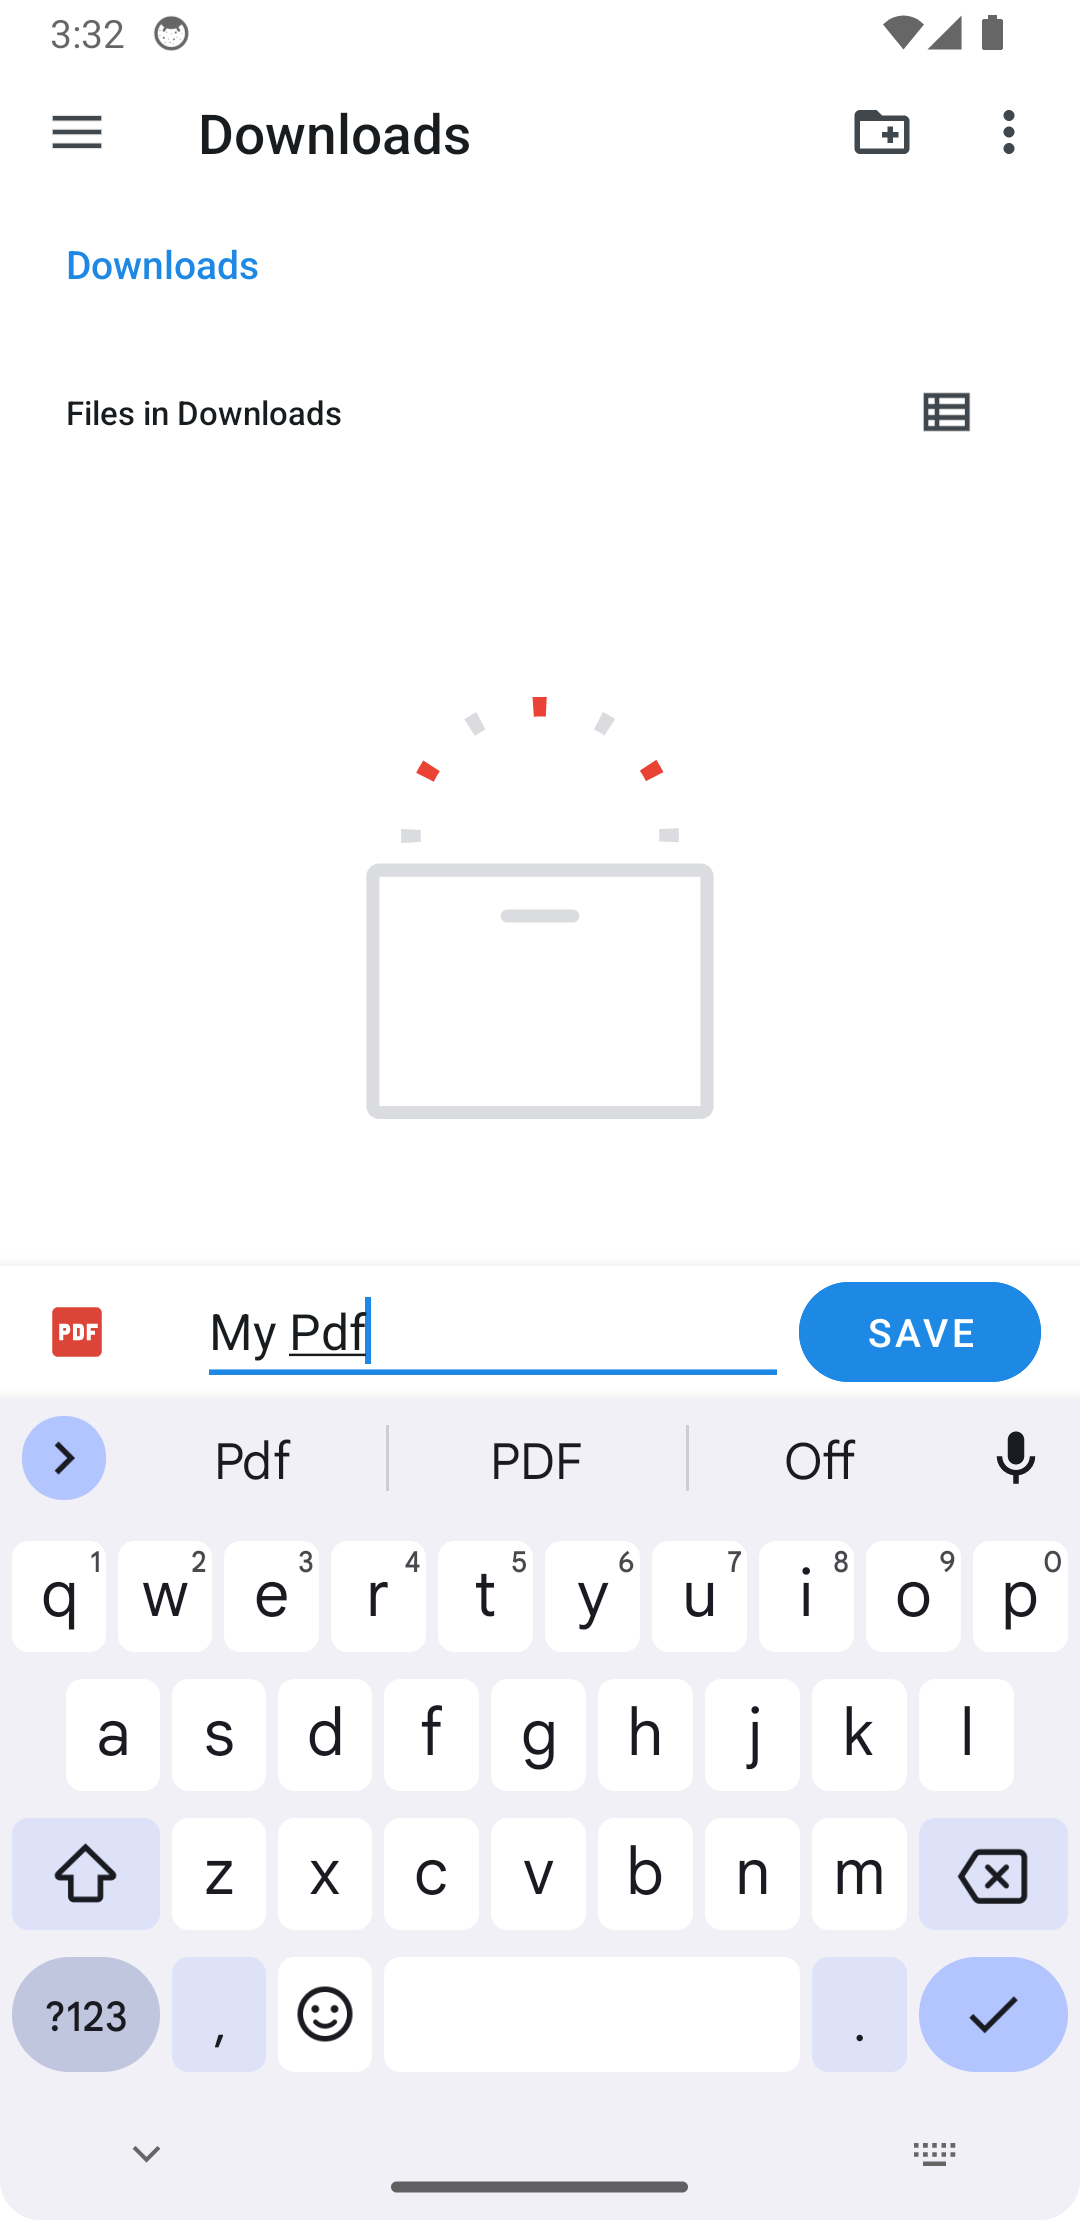 3:32
Downloads
Downloads
Files in Downloads
PDF My Pdf SAVE
Pdf PDF Off
q 1 w 2 e 3 r 4 t 5 y 6 u 7 i 8 o 9 p 0
a s d f g h j k l
z x c v b n m
?123 , .